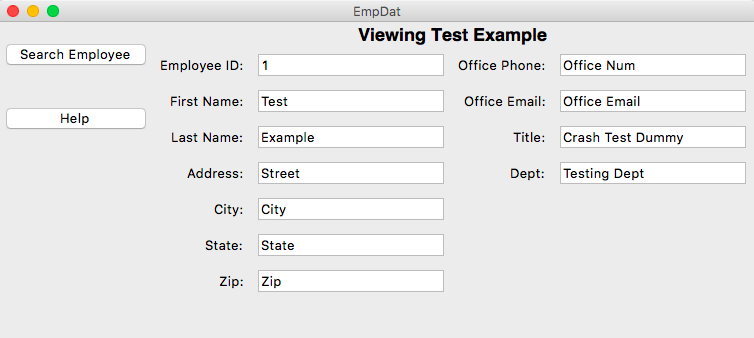 EmpDat
Viewing Test Example
Search Employee
Help
Employee ID: 1
First Name: Test
Last Name: Example
Address: Street
City: City
State: State
Zip: Zip
Office Phone: Office Num
Office Email: Office Email
Title: Crash Test Dummy
Dept: Testing Dept